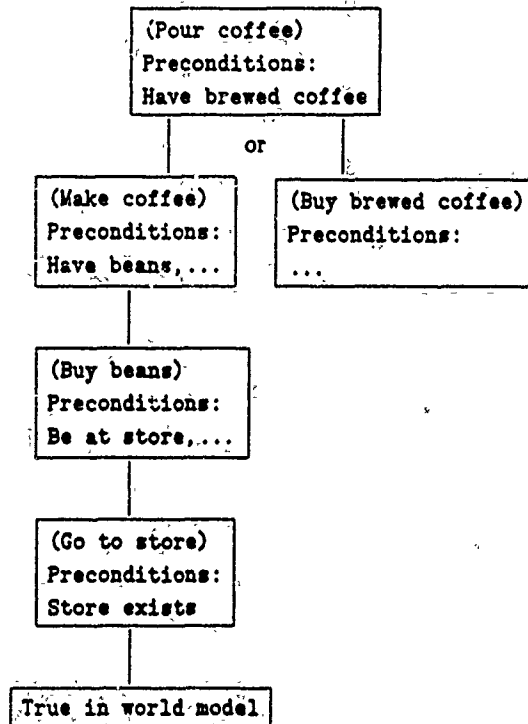 (Pour coffee)
Preconditions:
Have brewed coffee
or
(Make coffee)
Preconditions:
Have beans,...
(Buy brewed coffee)
Preconditions:
...
(Buy beans)
Preconditions:
Be at store,...
(Go to store)
Preconditions:
Store exists
True in world model